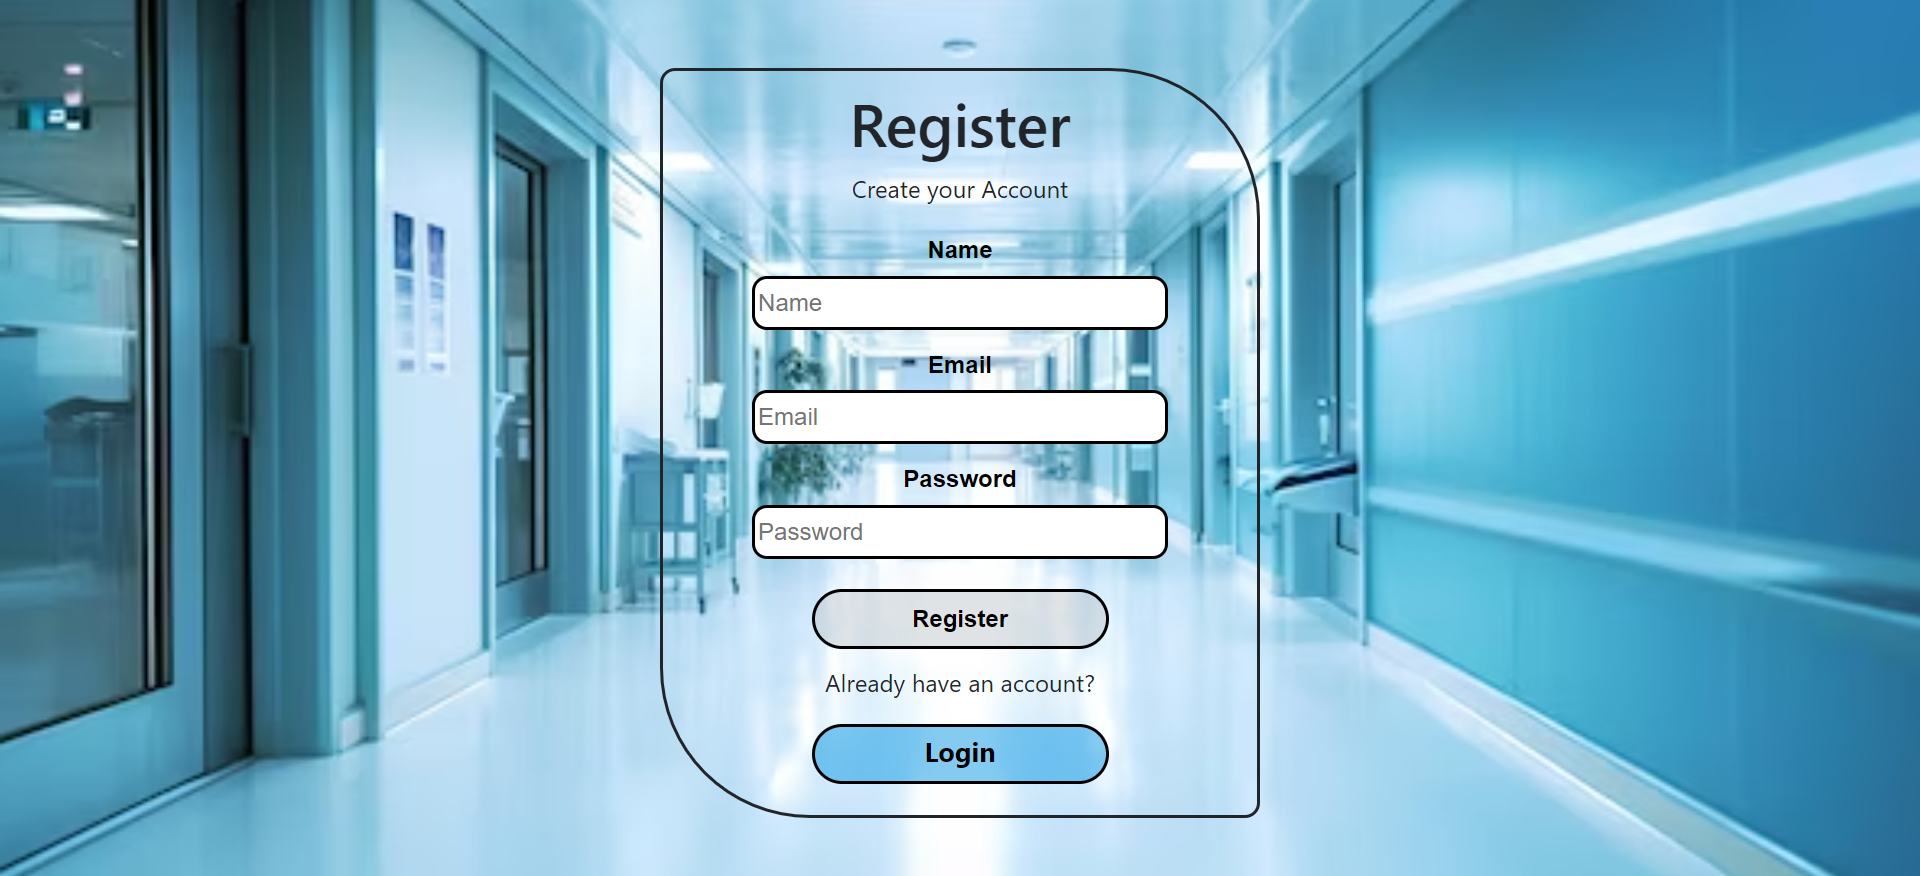 Register
Create your Account
Name
Name
Email
Email
Password
Password
Register
Already have an account?
Login